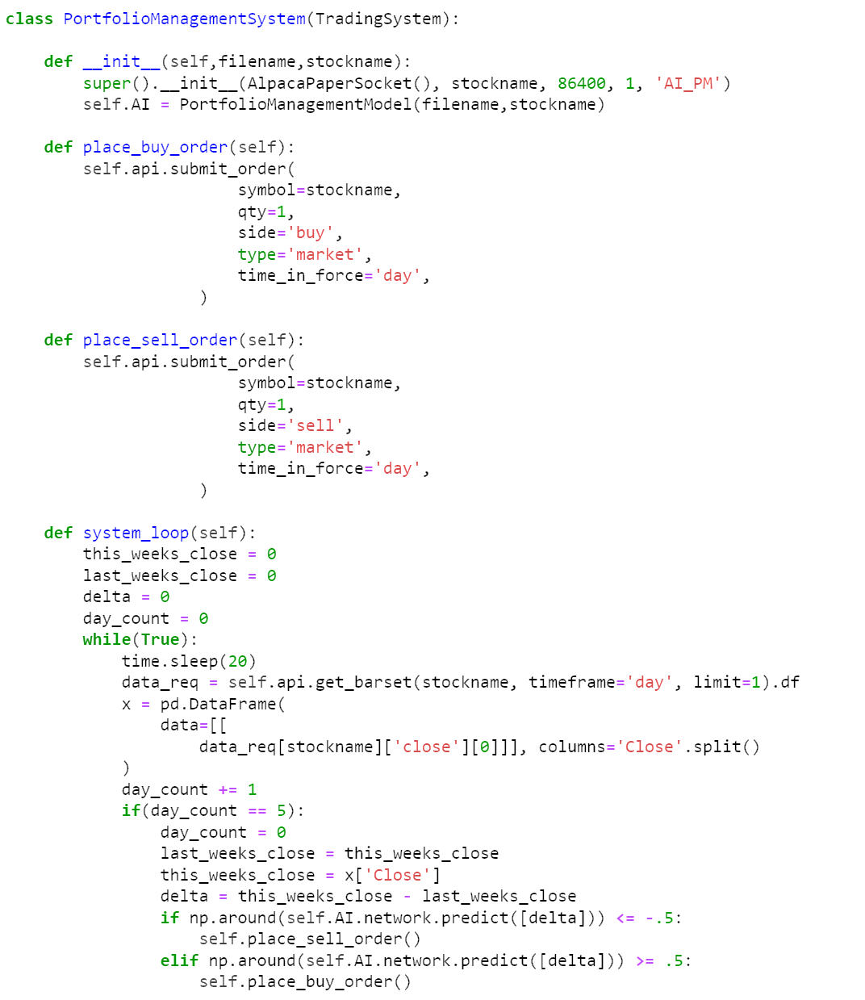 class PortfolioManagementSystem(TradingSystem):

    def __init__(self,filename,stockname):
        super().__init__(AlpacaPaperSocket(), stockname, 86400, 1, 'AI_PM')
        self.AI = PortfolioManagementModel(filename,stockname)

    def place_buy_order(self):
        self.api.submit_order(
                        symbol=stockname,
                        qty=1,
                        side='buy',
                        type='market',
                        time_in_force='day',
                    )

    def place_sell_order(self):
        self.api.submit_order(
                        symbol=stockname,
                        qty=1,
                        side='sell',
                        type='market',
                        time_in_force='day',
                    )

    def system_loop(self):
        this_weeks_close = 0
        last_weeks_close = 0
        delta = 0
        day_count = 0
        while(True):
            time.sleep(20)
            data_req = self.api.get_barset(stockname, timeframe='day', limit=1).df
            x = pd.DataFrame(
                data=[[
                    data_req[stockname]['close'][0]]], columns='Close'.split()
            )
            day_count += 1
            if(day_count == 5):
                day_count = 0
                last_weeks_close = this_weeks_close
                this_weeks_close = x['Close']
                delta = this_weeks_close - last_weeks_close
                if np.around(self.AI.network.predict([delta])) <= -.5:
                    self.place_sell_order()
                elif np.around(self.AI.network.predict([delta])) >= .5:
                    self.place_buy_order()